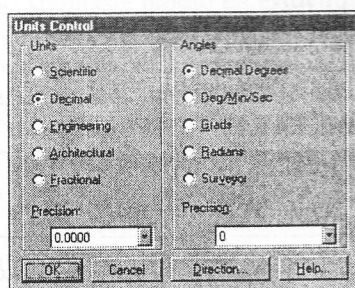 Units Control
Units
Scientific
Decimal
Engineering
Architectural
Fractional
Precision:
0.0000
Angles
Decimal Degrees
Deg/Min/Sec
Grads
Radians
Surveyor
Precision:
0
OK
Cancel
Direction...
Help...